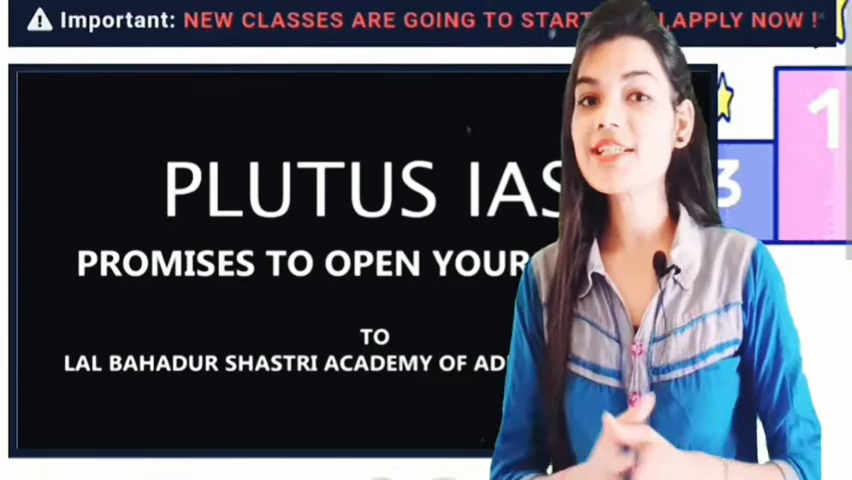 Important: NEW CLASSES ARE GOING TO START APPLY NOW !
PLUTUS IAS
PROMISES TO OPEN YOUR
TO
LAL BAHADUR SHASTRI ACADEMY OF
3
1